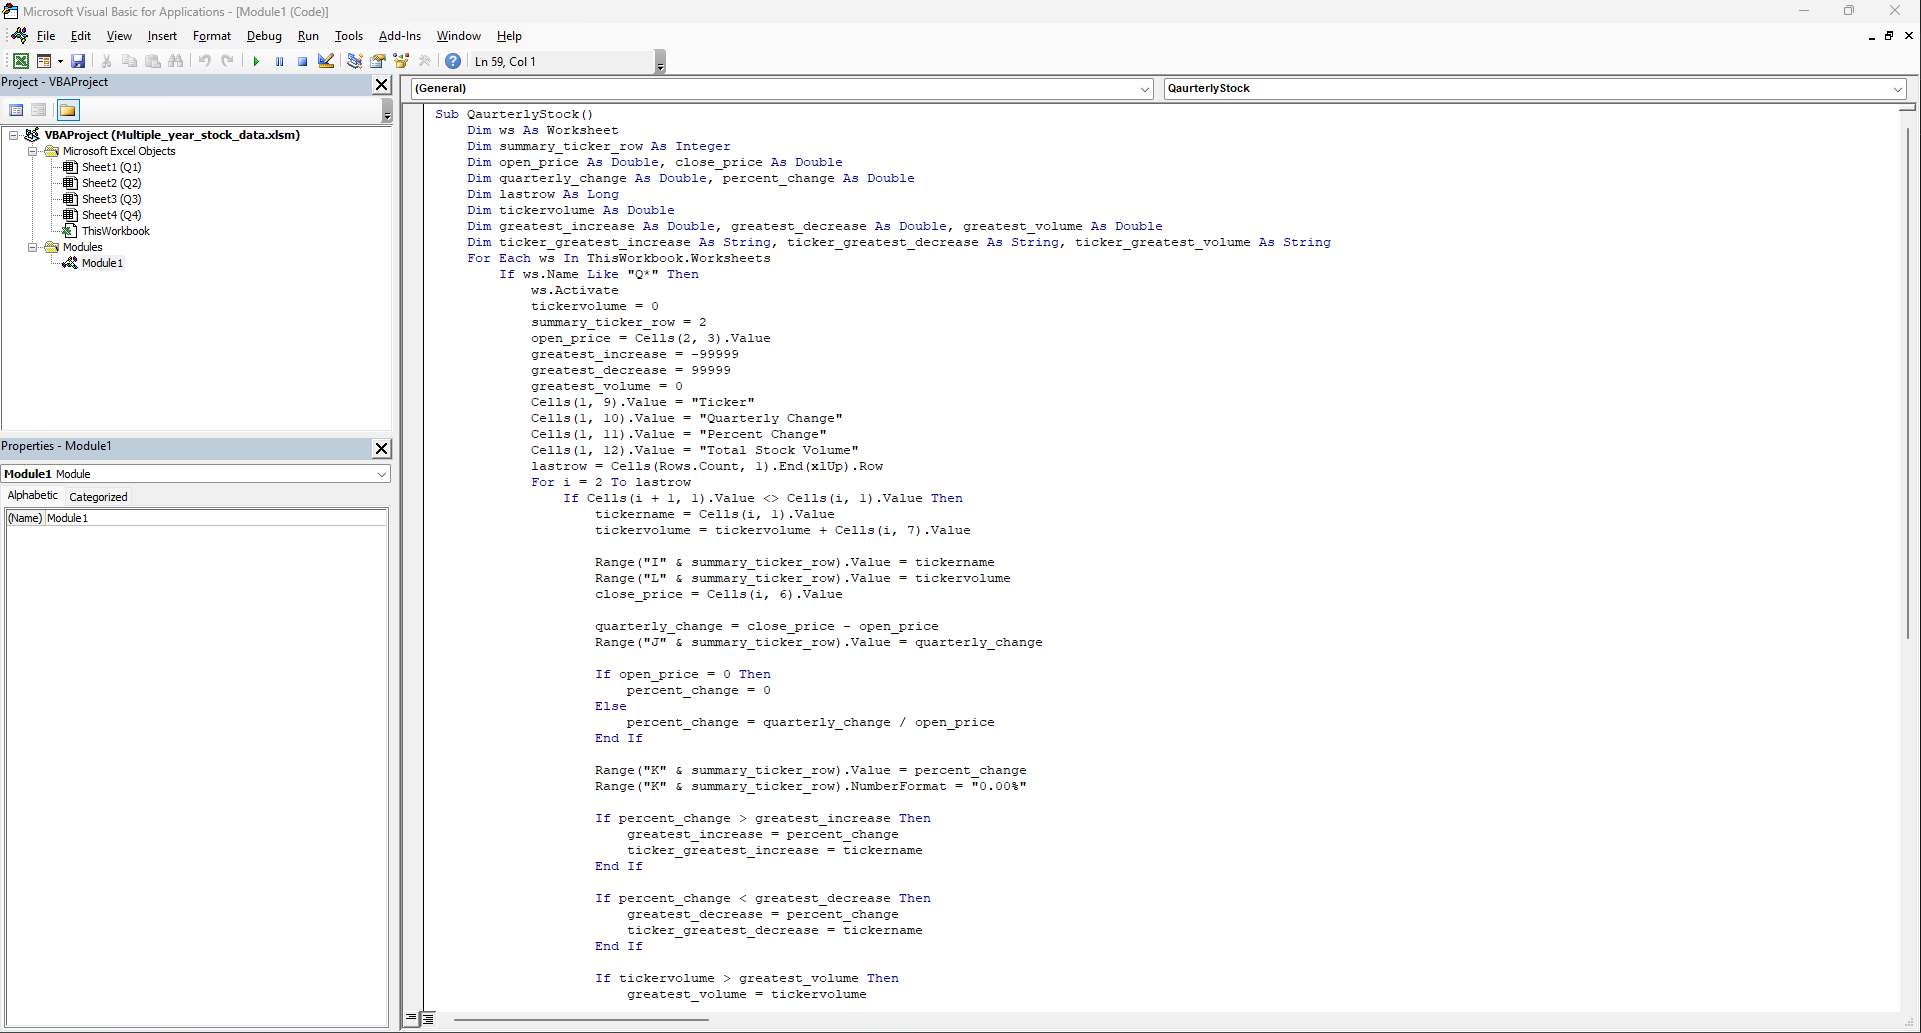 Microsoft Visual Basic for Applications - [Module1 (Code)]
File Edit View Insert Format Debug Run Tools Add-Ins Window Help
Ln 59, Col 1
Project - VBAProject
VBAProject (Multiple_year_stock_data.xlsm)
Microsoft Excel Objects
Sheet1 (Q1)
Sheet2 (Q2)
Sheet3 (Q3)
Sheet4 (Q4)
ThisWorkbook
Modules
Module1
Properties - Module1
Module1 Module
Alphabetic Categorized
(Name) Module1
(General) QaurterlyStock
Sub QaurterlyStock()
    Dim ws As Worksheet
    Dim summary_ticker_row As Integer
    Dim open_price As Double, close_price As Double
    Dim quarterly_change As Double, percent_change As Double
    Dim lastrow As Long
    Dim tickervolume As Double
    Dim greatest_increase As Double, greatest_decrease As Double, greatest_volume As Double
    Dim ticker_greatest_increase As String, ticker_greatest_decrease As String, ticker_greatest_volume As String
    For Each ws In ThisWorkbook.Worksheets
        If ws.Name Like "Q*" Then
            ws.Activate
            tickervolume = 0
            summary_ticker_row = 2
            open_price = Cells(2, 3).Value
            greatest_increase = -99999
            greatest_decrease = 99999
            greatest_volume = 0
            Cells(1, 9).Value = "Ticker"
            Cells(1, 10).Value = "Quarterly Change"
            Cells(1, 11).Value = "Percent Change"
            Cells(1, 12).Value = "Total Stock Volume"
            lastrow = Cells(Rows.Count, 1).End(xlUp).Row
            For i = 2 To lastrow
                If Cells(i + 1, 1).Value <> Cells(i, 1).Value Then
                    tickername = Cells(i, 1).Value
                    tickervolume = tickervolume + Cells(i, 7).Value
                    Range("I" & summary_ticker_row).Value = tickername
                    Range("L" & summary_ticker_row).Value = tickervolume
                    close_price = Cells(i, 6).Value
                    quarterly_change = close_price - open_price
                    Range("J" & summary_ticker_row).Value = quarterly_change
                    If open_price = 0 Then
                        percent_change = 0
                    Else
                        percent_change = quarterly_change / open_price
                    End If
                    Range("K" & summary_ticker_row).Value = percent_change
                    Range("K" & summary_ticker_row).NumberFormat = "0.00%"
                    If percent_change > greatest_increase Then
                        greatest_increase = percent_change
                        ticker_greatest_increase = tickername
                    End If
                    If percent_change < greatest_decrease Then
                        greatest_decrease = percent_change
                        ticker_greatest_decrease = tickername
                    End If
                    If tickervolume > greatest_volume Then
                        greatest_volume = tickervolume